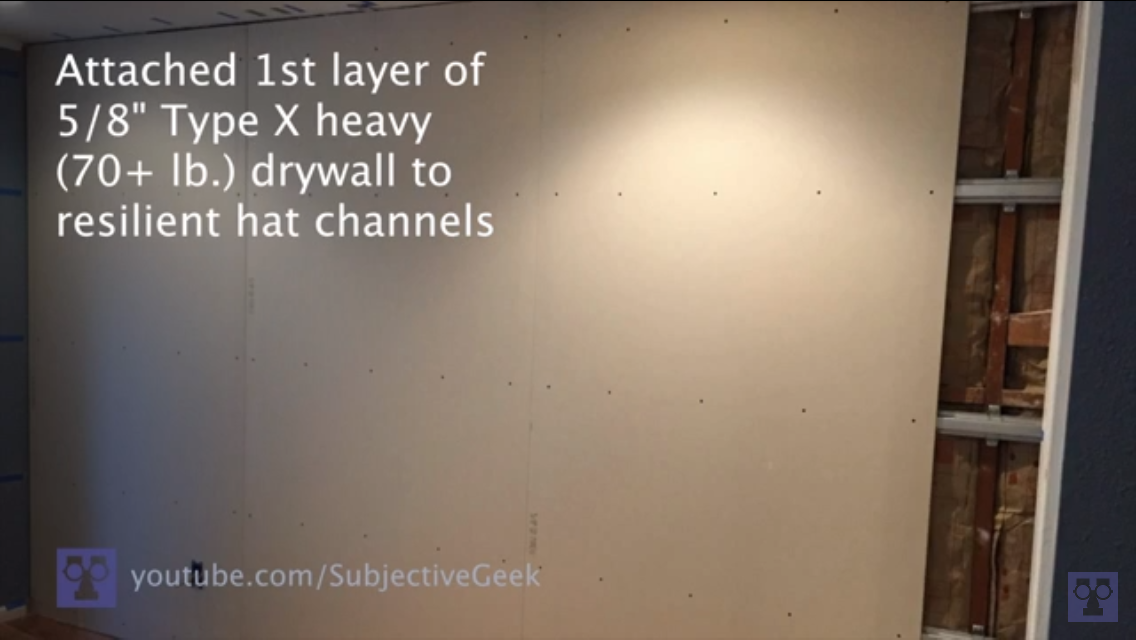 Attached 1st layer of
5/8" Type X heavy
(70+ lb.) drywall to
resilient hat channels
youtube.com/SubjectiveGeek